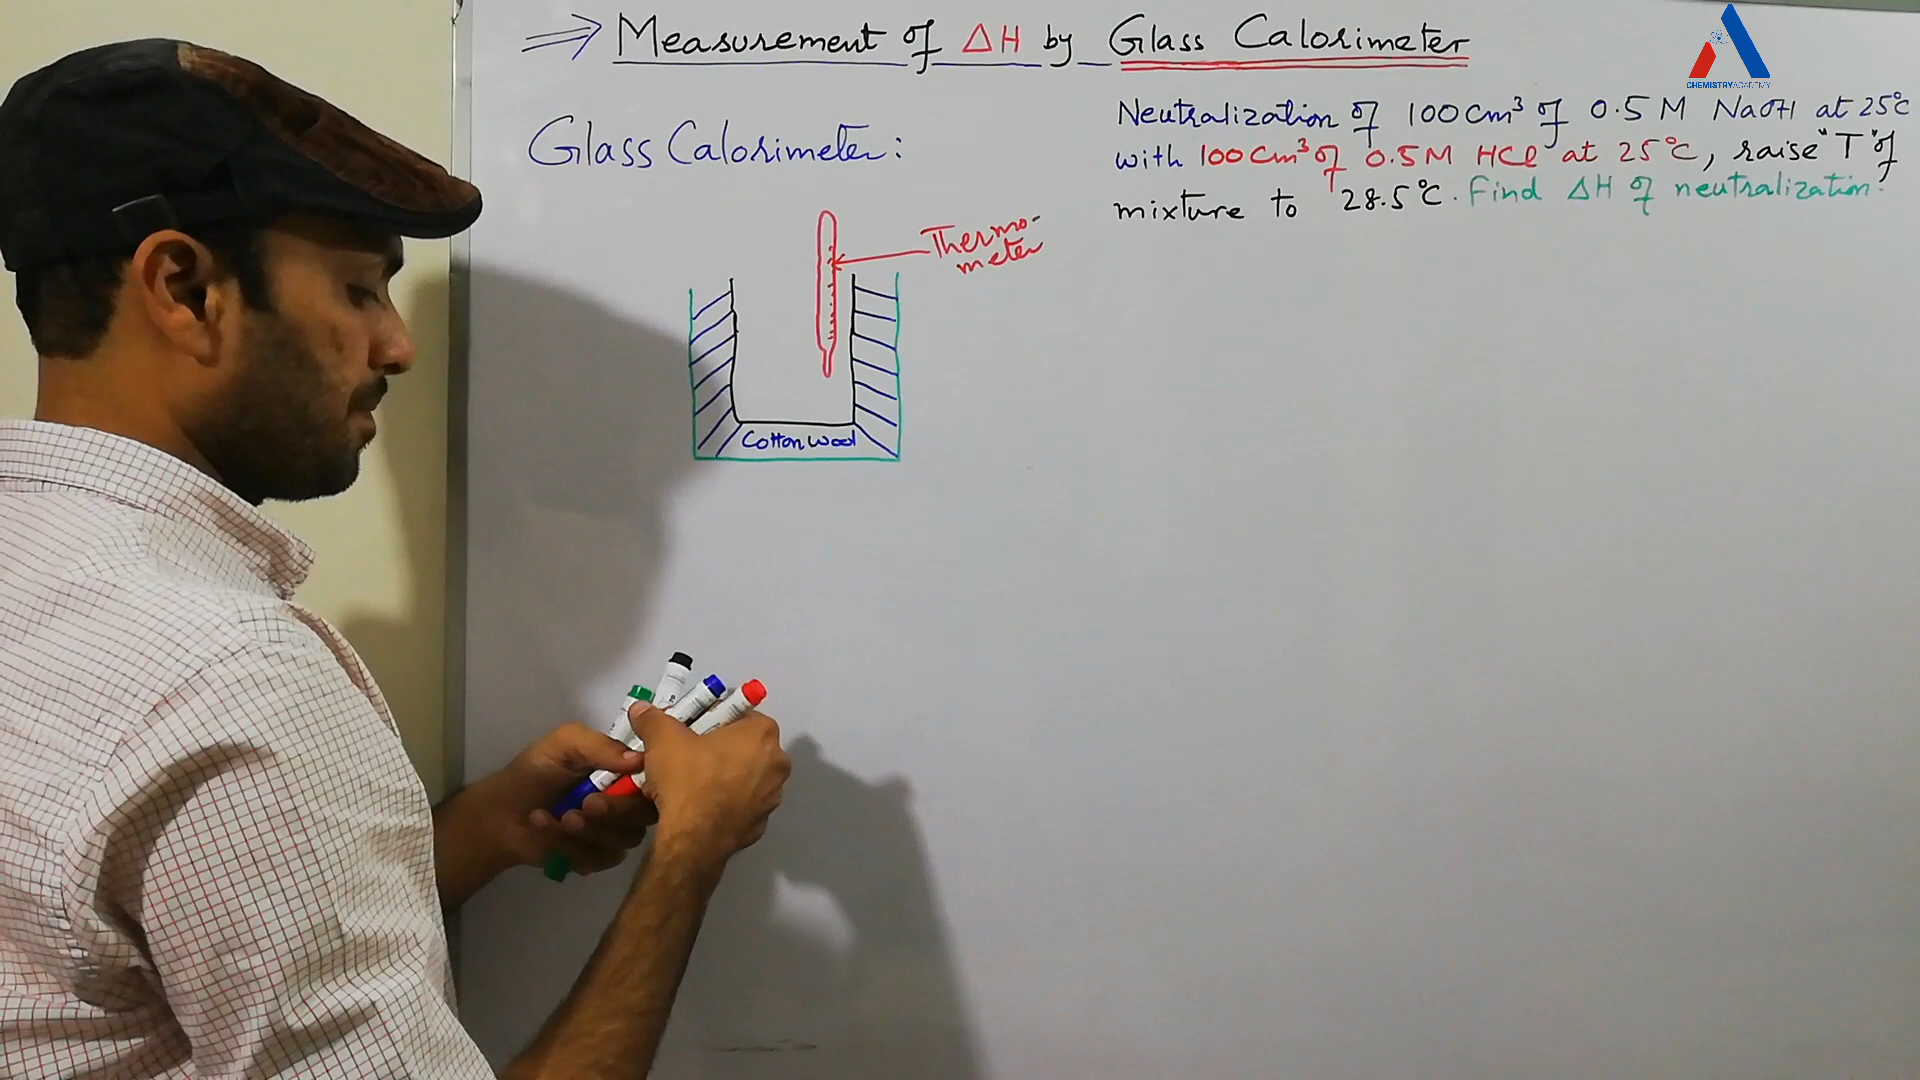 ⇒ Measurement of ΔH by Glass Calorimeter
CHEMISTRYACADEMY
Glass Calorimeter:
Neutralization of 100cm³ of 0.5 M NaOH at 25°C
with 100cm³ of 0.5M HCl at 25°C, raise "T" of
mixture to 28.5°C. Find ΔH of neutralization.
Thermo-
meter
Cotton wool